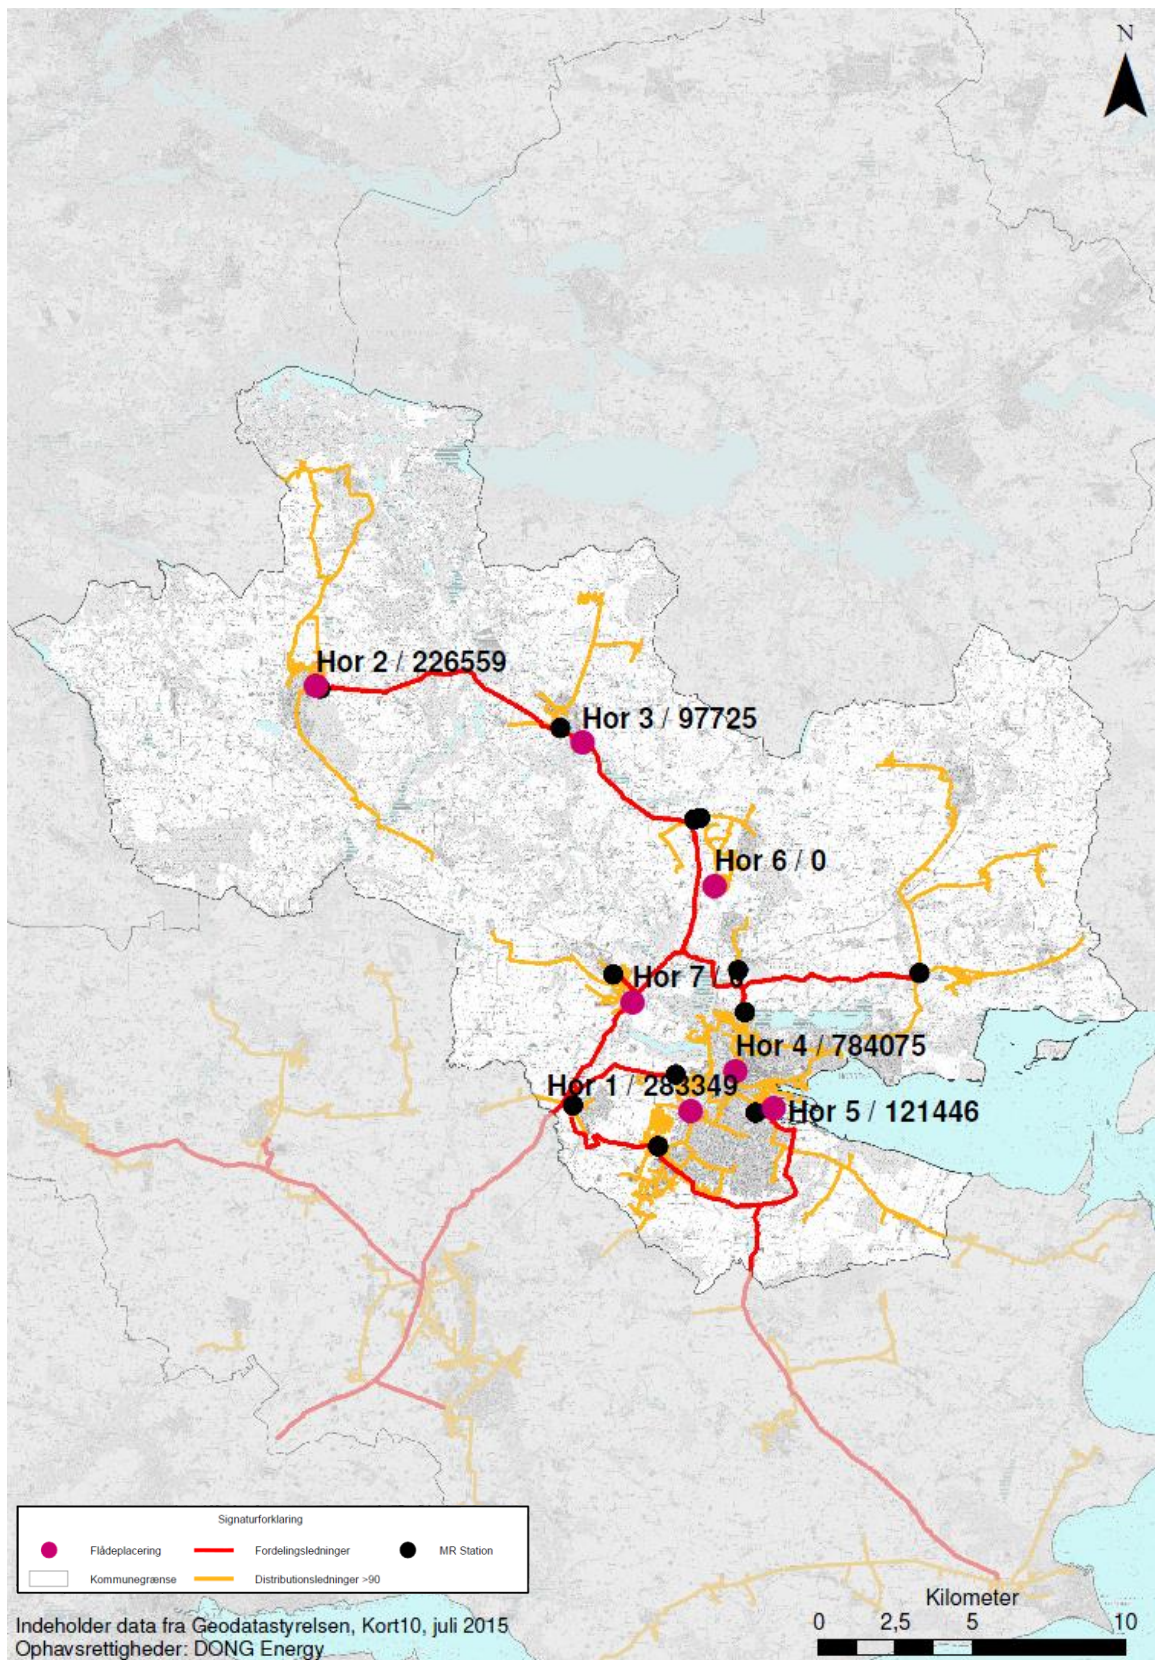 N
Hor 2 / 226559
Hor 3 / 97725
Hor 6 / 0
Hor 7 / 0
Hor 4 / 784075
Hor 1 / 283349
Hor 5 / 121446
Signaturforklaring
Flådeplacering
Fordelingsledninger
MR Station
Kommunegrænse
Distributionsledninger >90
Kilometer
0 2,5 5 10
Indeholder data fra Geodatastyrelsen, Kort10, juli 2015
Ophavsrettigheder: DONG Energy